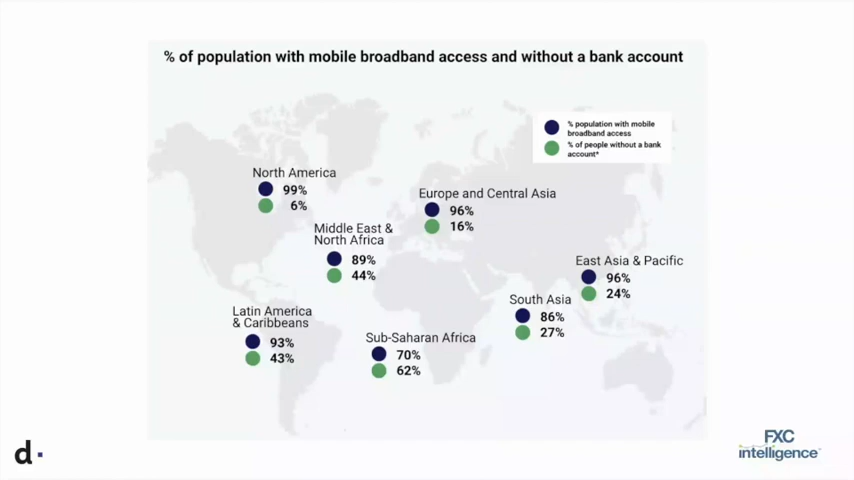 % of population with mobile broadband access and without a bank account
% population with mobile
broadband access
% of people without a bank
account*
North America
99%
6%
Europe and Central Asia
96%
16%
Middle East &
North Africa
89%
44%
East Asia & Pacific
96%
24%
South Asia
86%
27%
Latin America
& Caribbeans
93%
43%
Sub-Saharan Africa
70%
62%
d.
FXC
intelligence